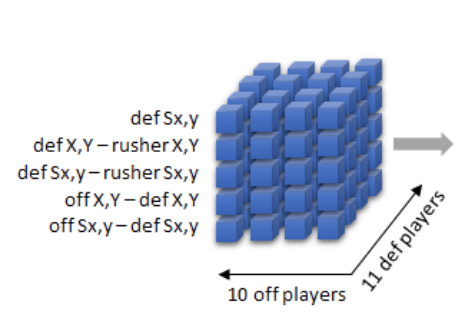 def Sx,y
def X,Y – rusher X,Y
def Sx,y – rusher Sx,y
off X,Y – def X,Y
off Sx,y – def Sx,y
10 off players
11 def players